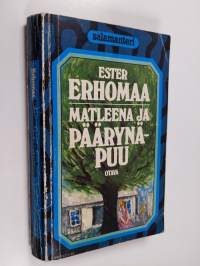 salamanteri
ESTER
ERHOMAA
MATLEENA JA
PÄÄRYNÄ-
PUU
OTAVA